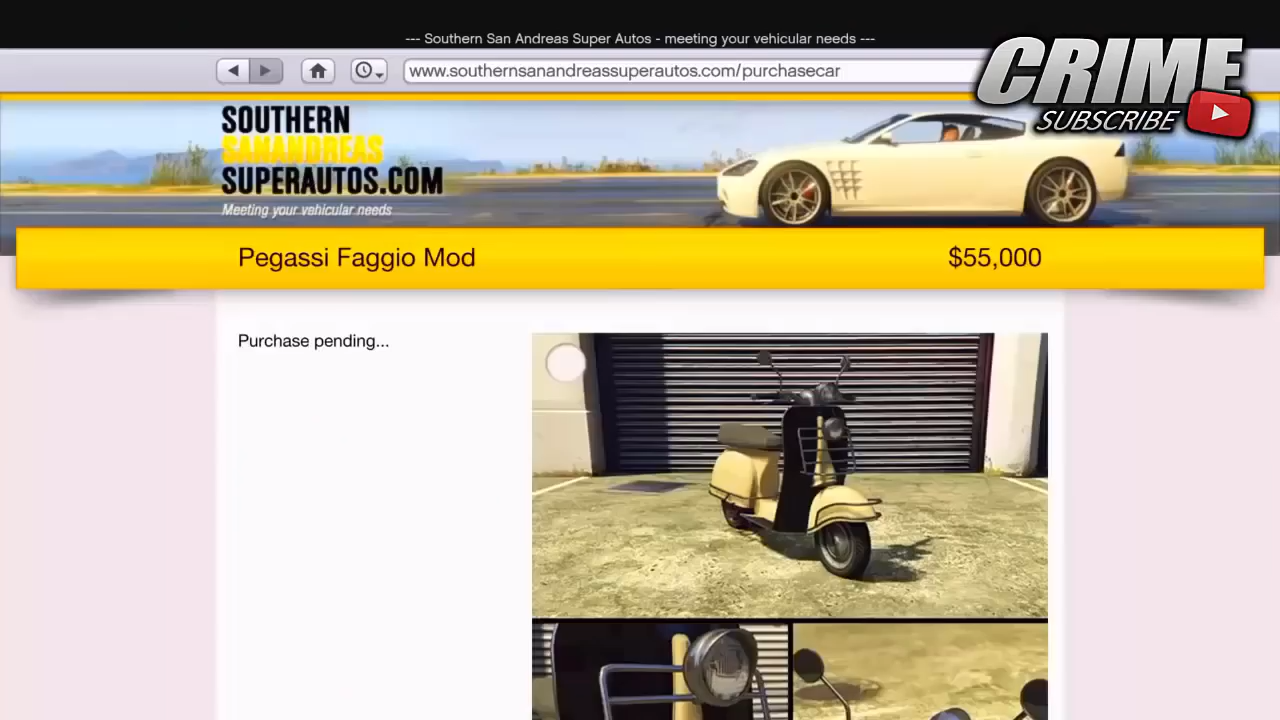 --- Southern San Andreas Super Autos - meeting your vehicular needs ---
www.southernsanandreassuperautos.com/purchasecar
CRIME
SUBSCRIBE
SOUTHERN
SANANDREAS
SUPERAUTOS.COM
Meeting your vehicular needs
Pegassi Faggio Mod
$55,000
Purchase pending...